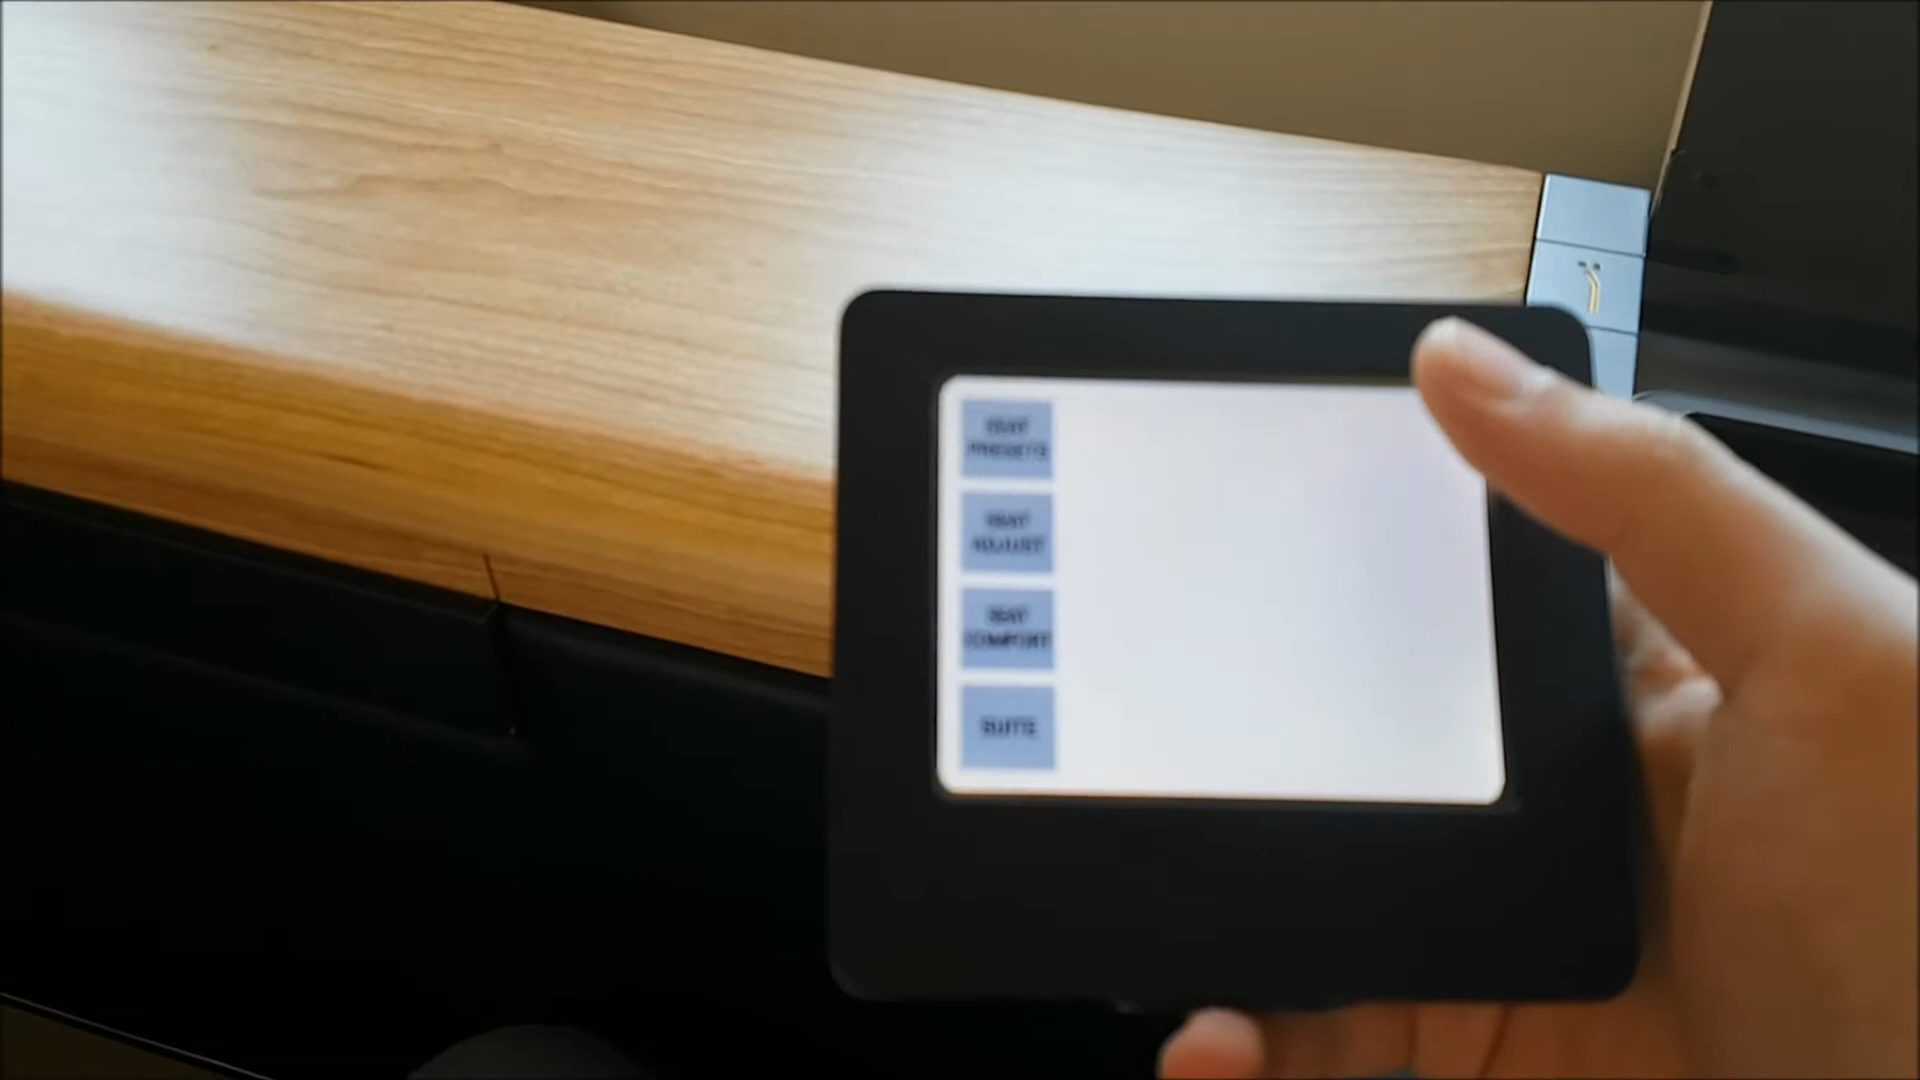 SEAT
PRESETS
SEAT
ADJUST
SEAT
COMFORT
SUITE